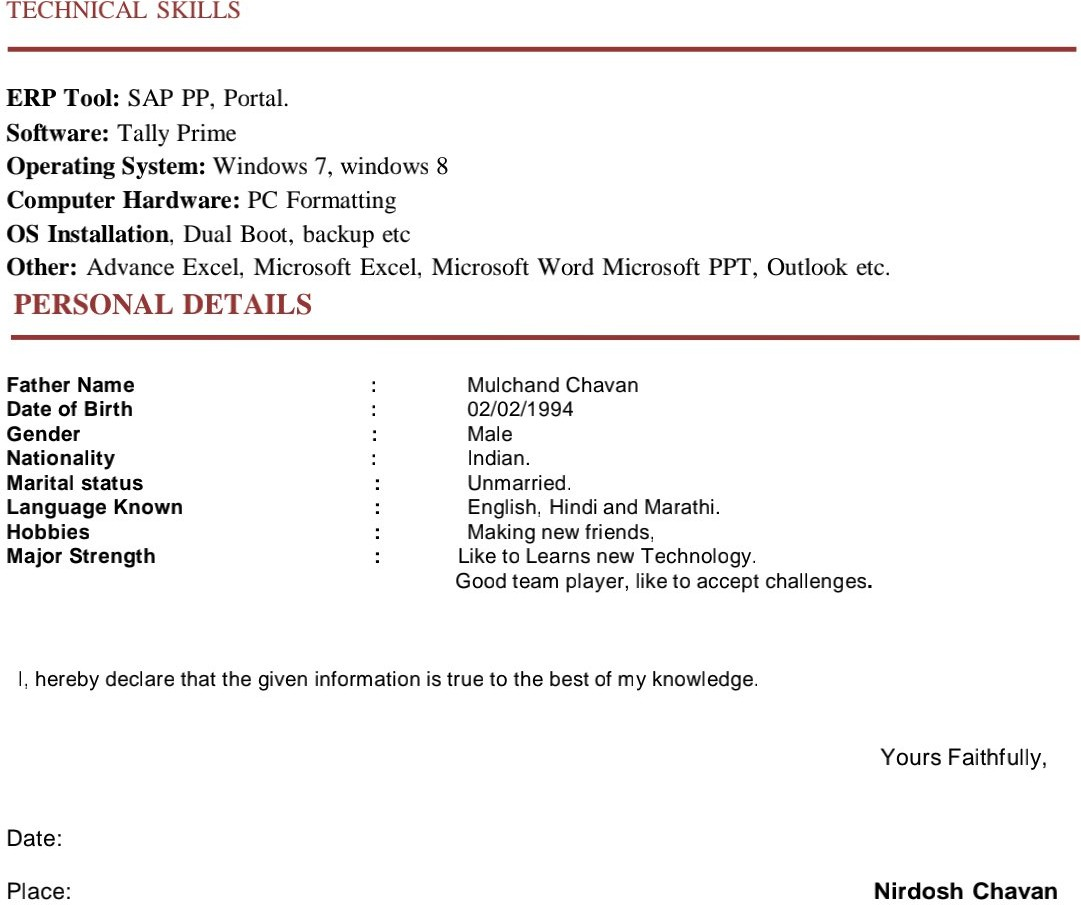 TECHNICAL SKILLS
ERP Tool: SAP PP, Portal.
Software: Tally Prime
Operating System: Windows 7, windows 8
Computer Hardware: PC Formatting
OS Installation, Dual Boot, backup etc
Other: Advance Excel, Microsoft Excel, Microsoft Word Microsoft PPT, Outlook etc.
PERSONAL DETAILS
Father Name : Mulchand Chavan
Date of Birth : 02/02/1994
Gender : Male
Nationality : Indian.
Marital status : Unmarried.
Language Known : English, Hindi and Marathi.
Hobbies : Making new friends,
Major Strength : Like to Learns new Technology.
Good team player, like to accept challenges.
I, hereby declare that the given information is true to the best of my knowledge.
Yours Faithfully,
Date:
Place: Nirdosh Chavan